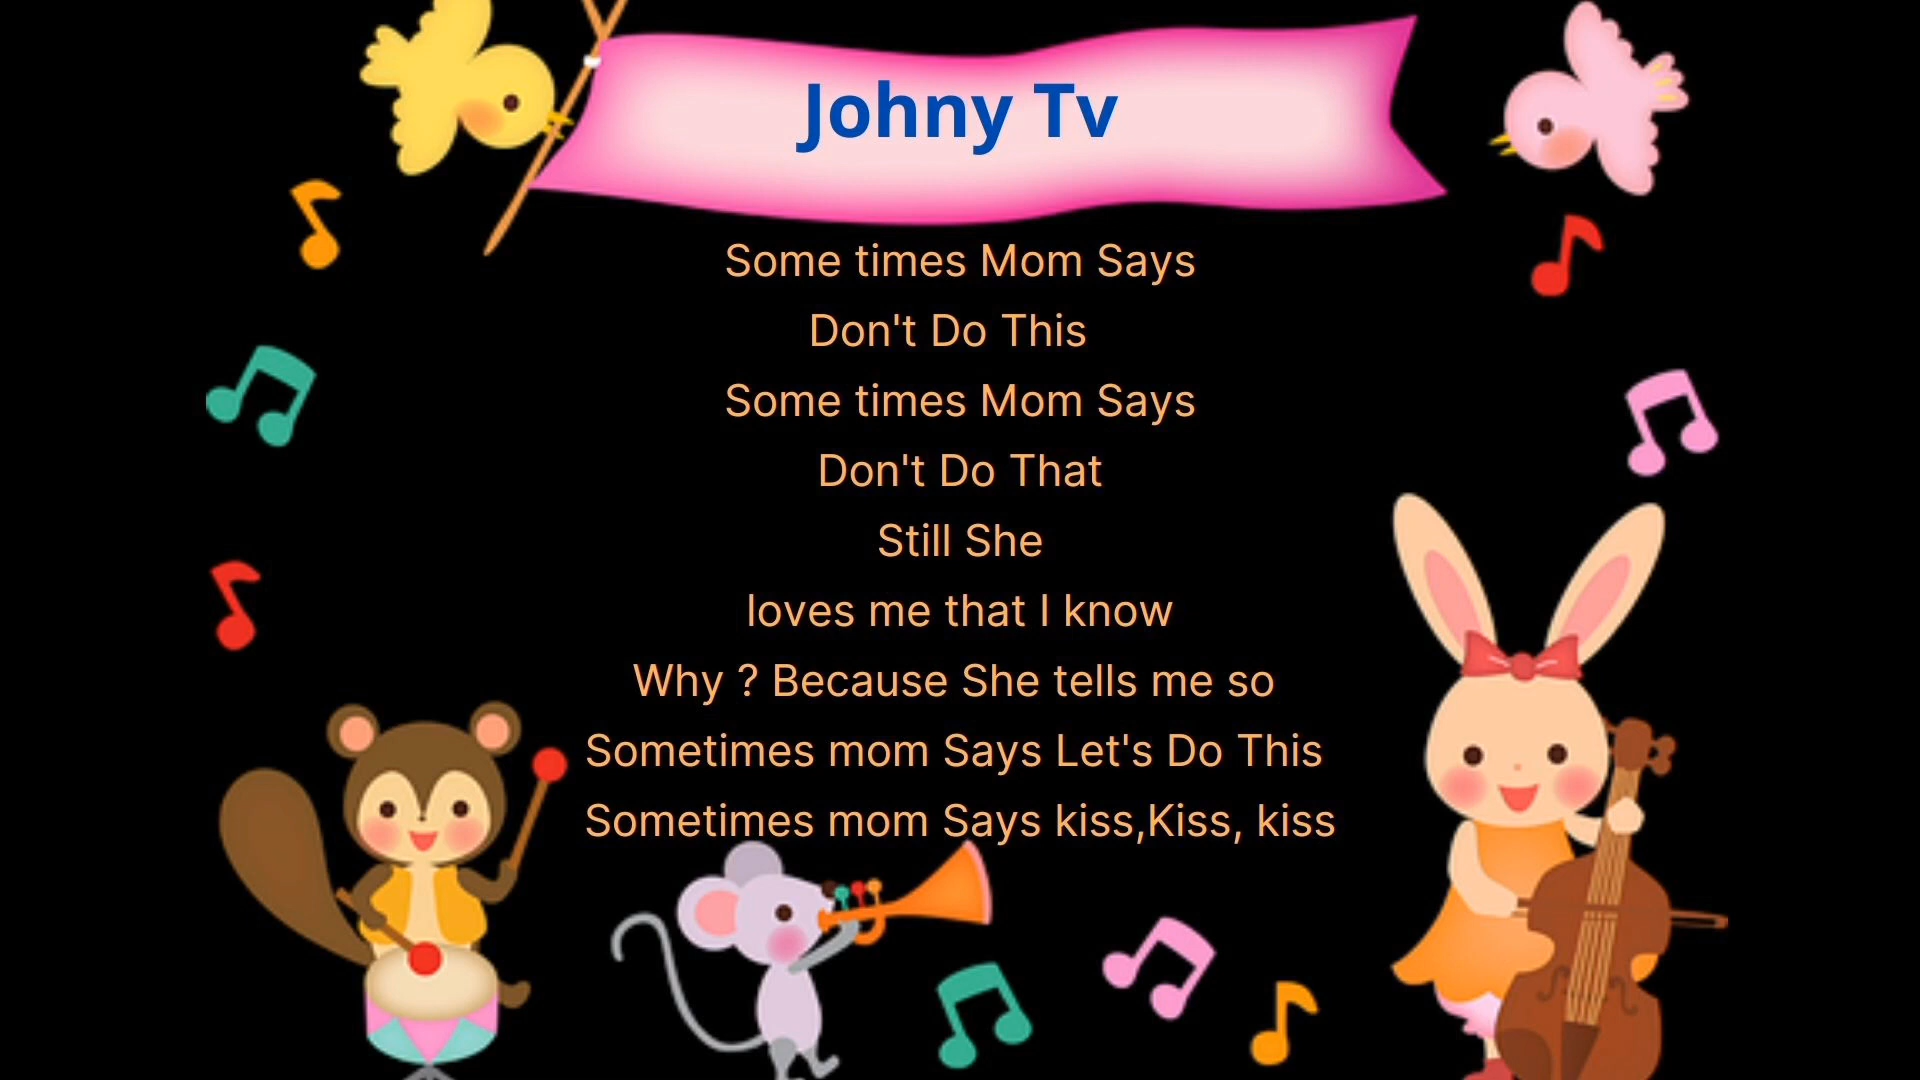 Johny Tv
Some times Mom Says
Don't Do This
Some times Mom Says
Don't Do That
Still She
loves me that I know
Why ? Because She tells me so
Sometimes mom Says Let's Do This
Sometimes mom Says kiss,Kiss, kiss